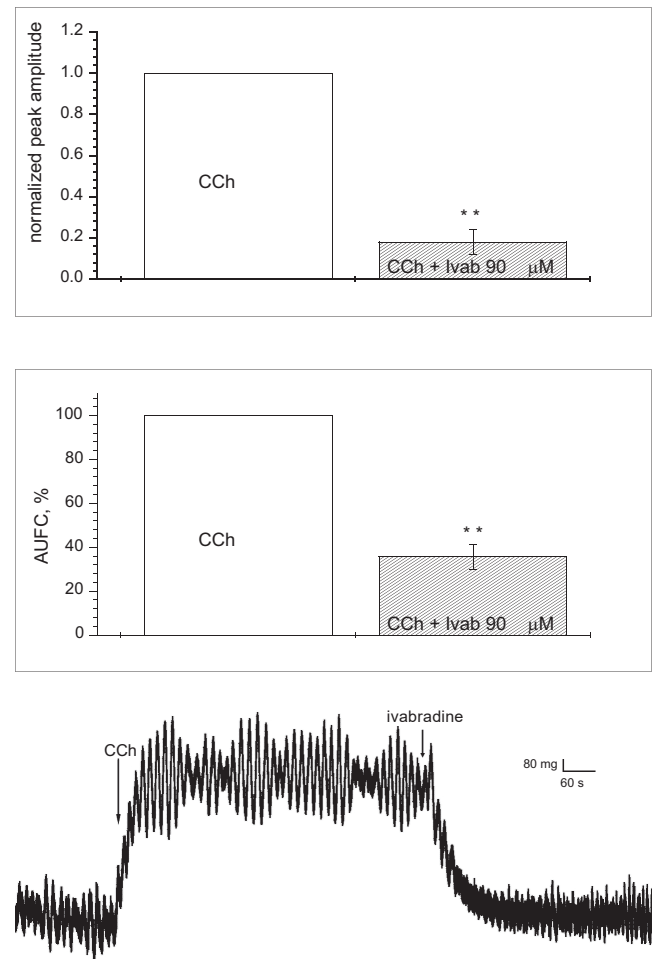 normalized peak amplitude
1.2
1.0
0.8
0.6
0.4
0.2
0.0
CCh
* *
CCh + Ivab 90 μM
AUFC, %
100
80
60
40
20
0
CCh
* *
CCh + Ivab 90 μM
CCh
ivabradine
80 mg
60 s